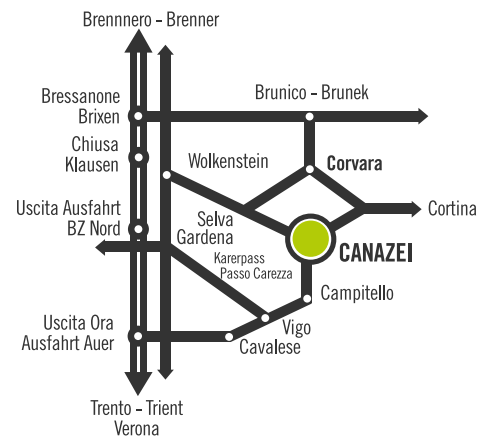 Brennnero - Brenner
Bressanone
Brixen
Brunico - Brunek
Chiusa
Klausen
Wolkenstein
Corvara
Uscita Ausfahrt
BZ Nord
Selva
Gardena
Cortina
Karerpass
Passo Carezza
CANAZEI
Campitello
Uscita Ora
Ausfahrt Auer
Vigo
Cavalese
Trento - Trient
Verona